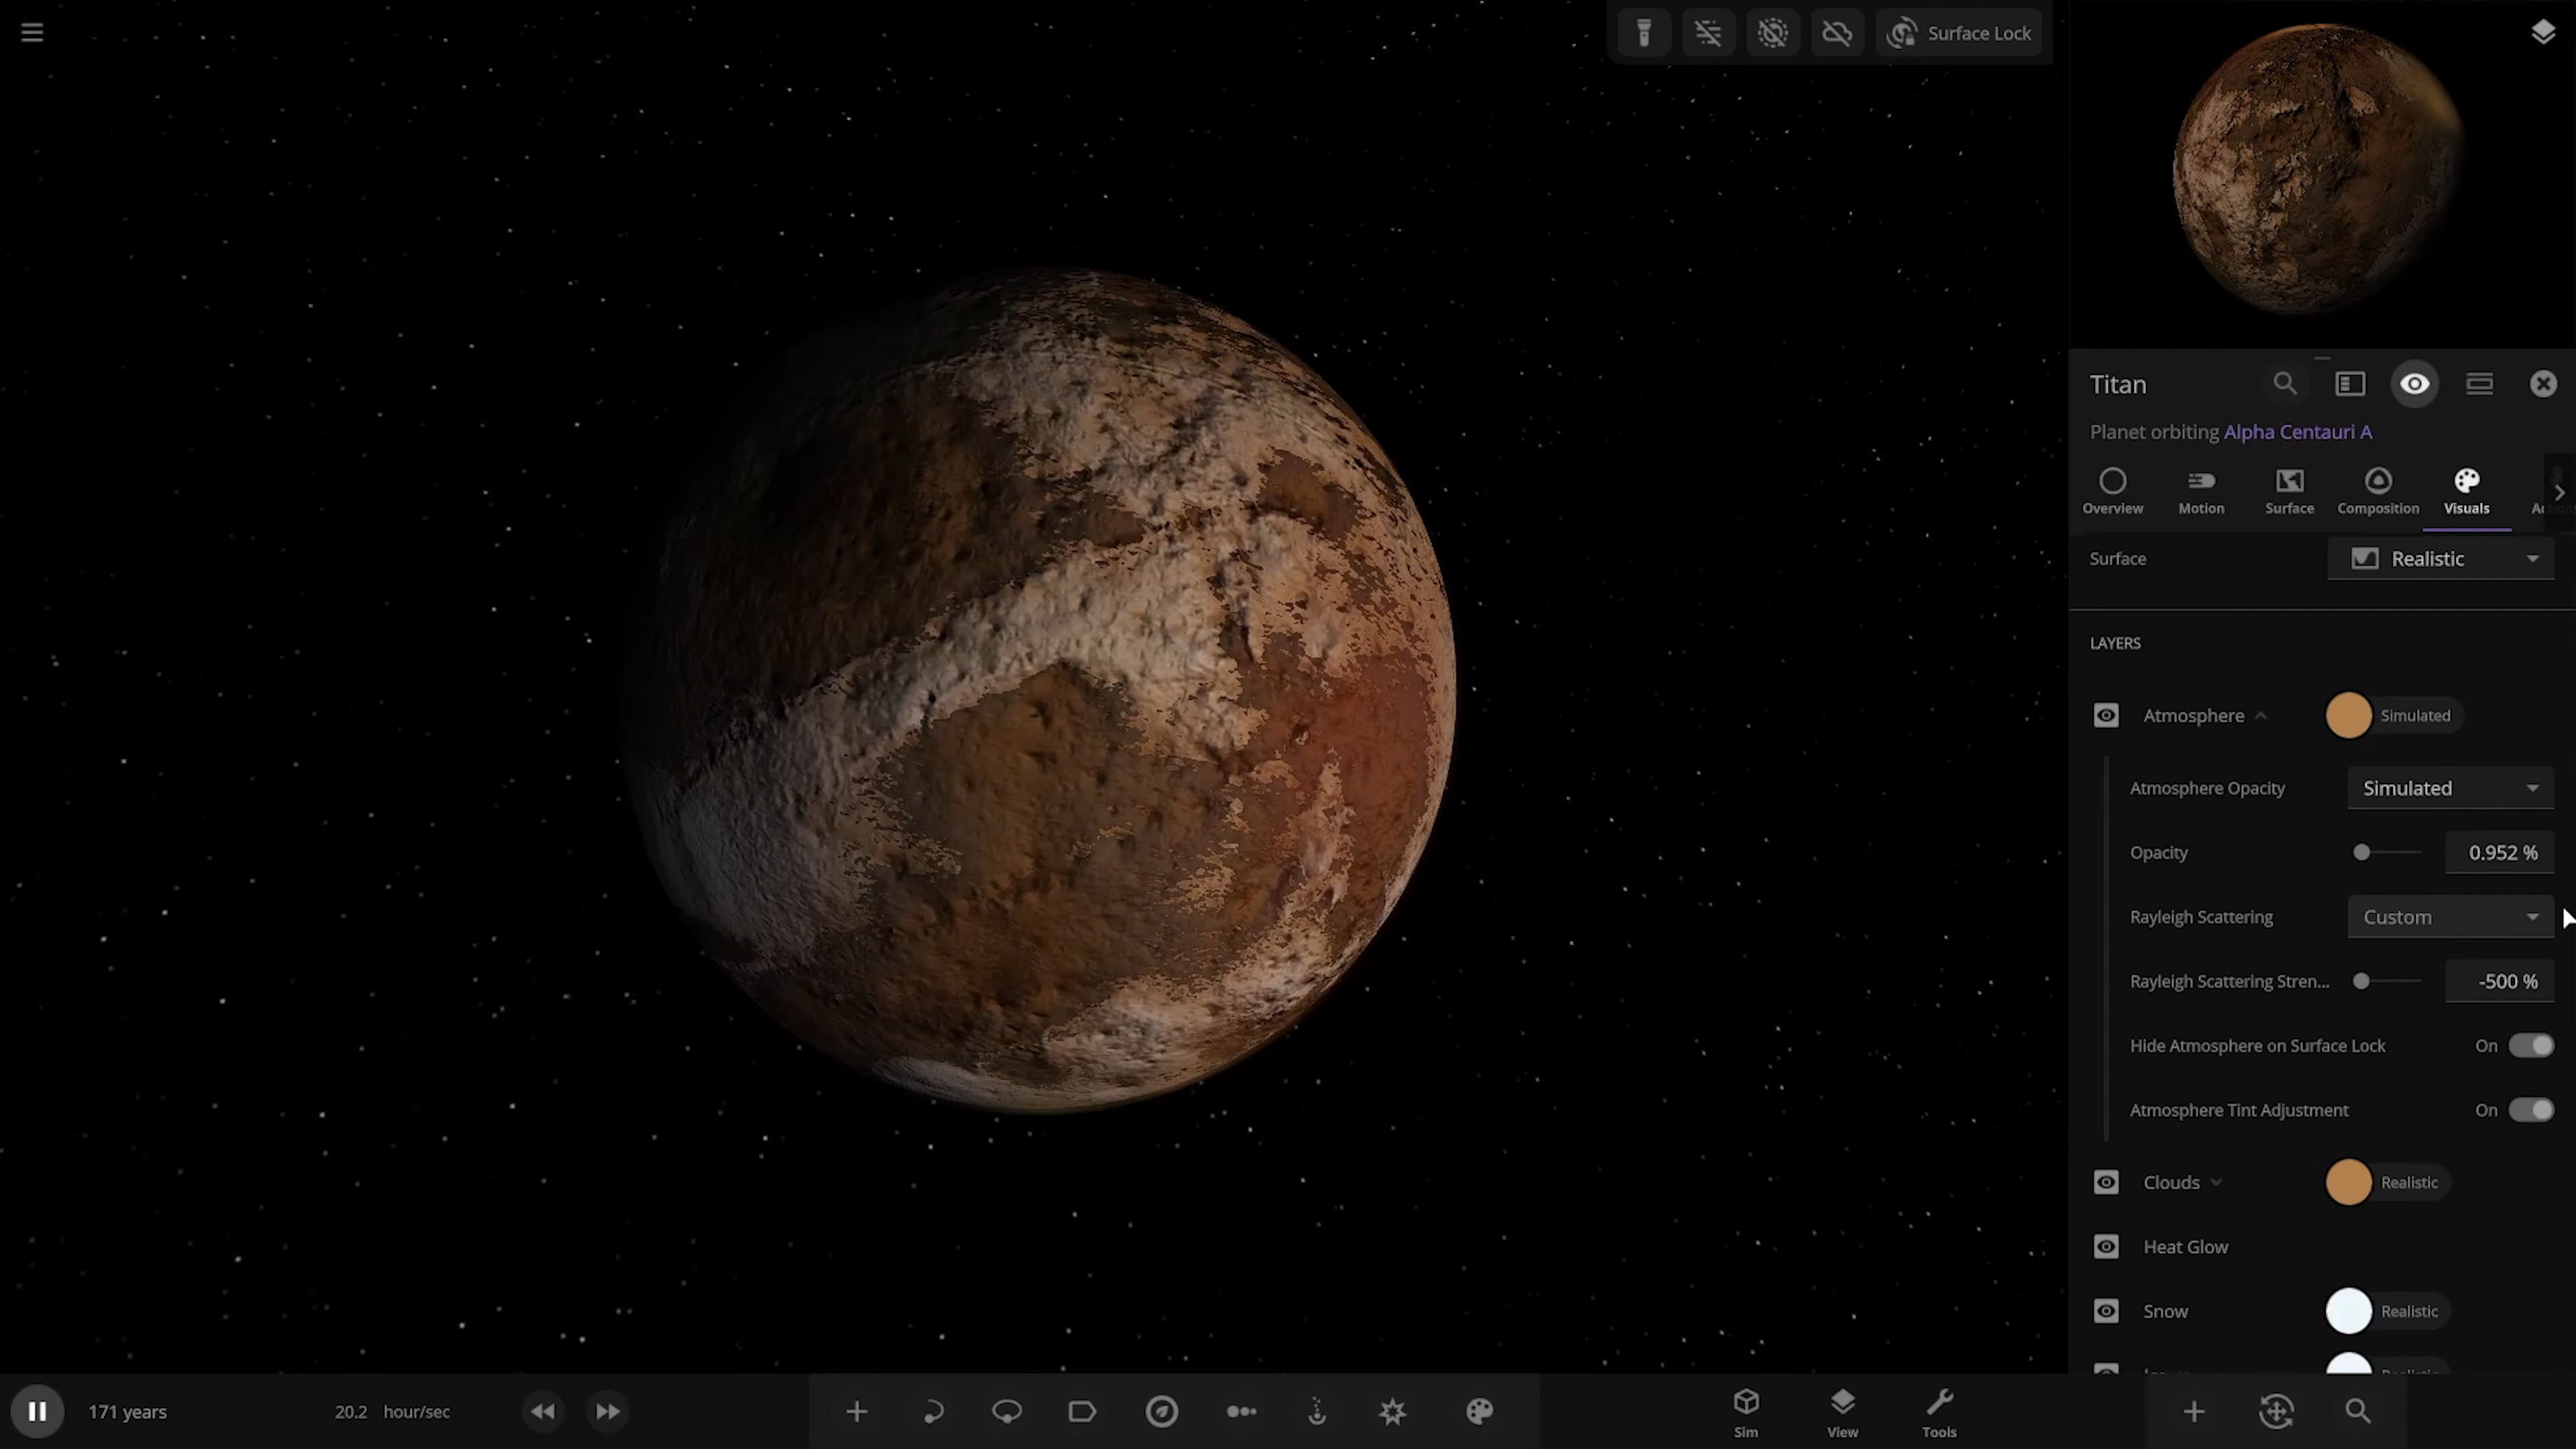 Surface Lock
Titan
Planet orbiting Alpha Centauri A
Overview
Motion
Surface
Composition
Visuals
Surface
Realistic
LAYERS
Atmosphere
Simulated
Atmosphere Opacity
Simulated
Opacity
0.952 %
Rayleigh Scattering
Custom
Rayleigh Scattering Stren...
-500 %
Hide Atmosphere on Surface Lock
On
Atmosphere Tint Adjustment
On
Clouds
Realistic
Heat Glow
Snow
Realistic
171 years
20.2 hour/sec
Sim
View
Tools